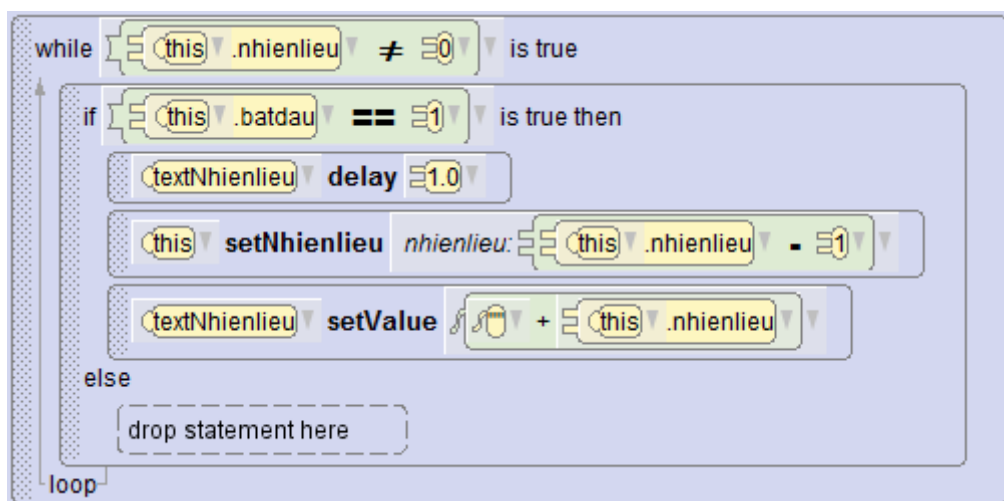 while this .nhienlieu ≠ 0 is true
if this .batdau == 1 is true then
textNhienlieu delay 1.0
this setNhienlieu nhienlieu: this .nhienlieu - 1
textNhienlieu setValue + this .nhienlieu
else
drop statement here
loop